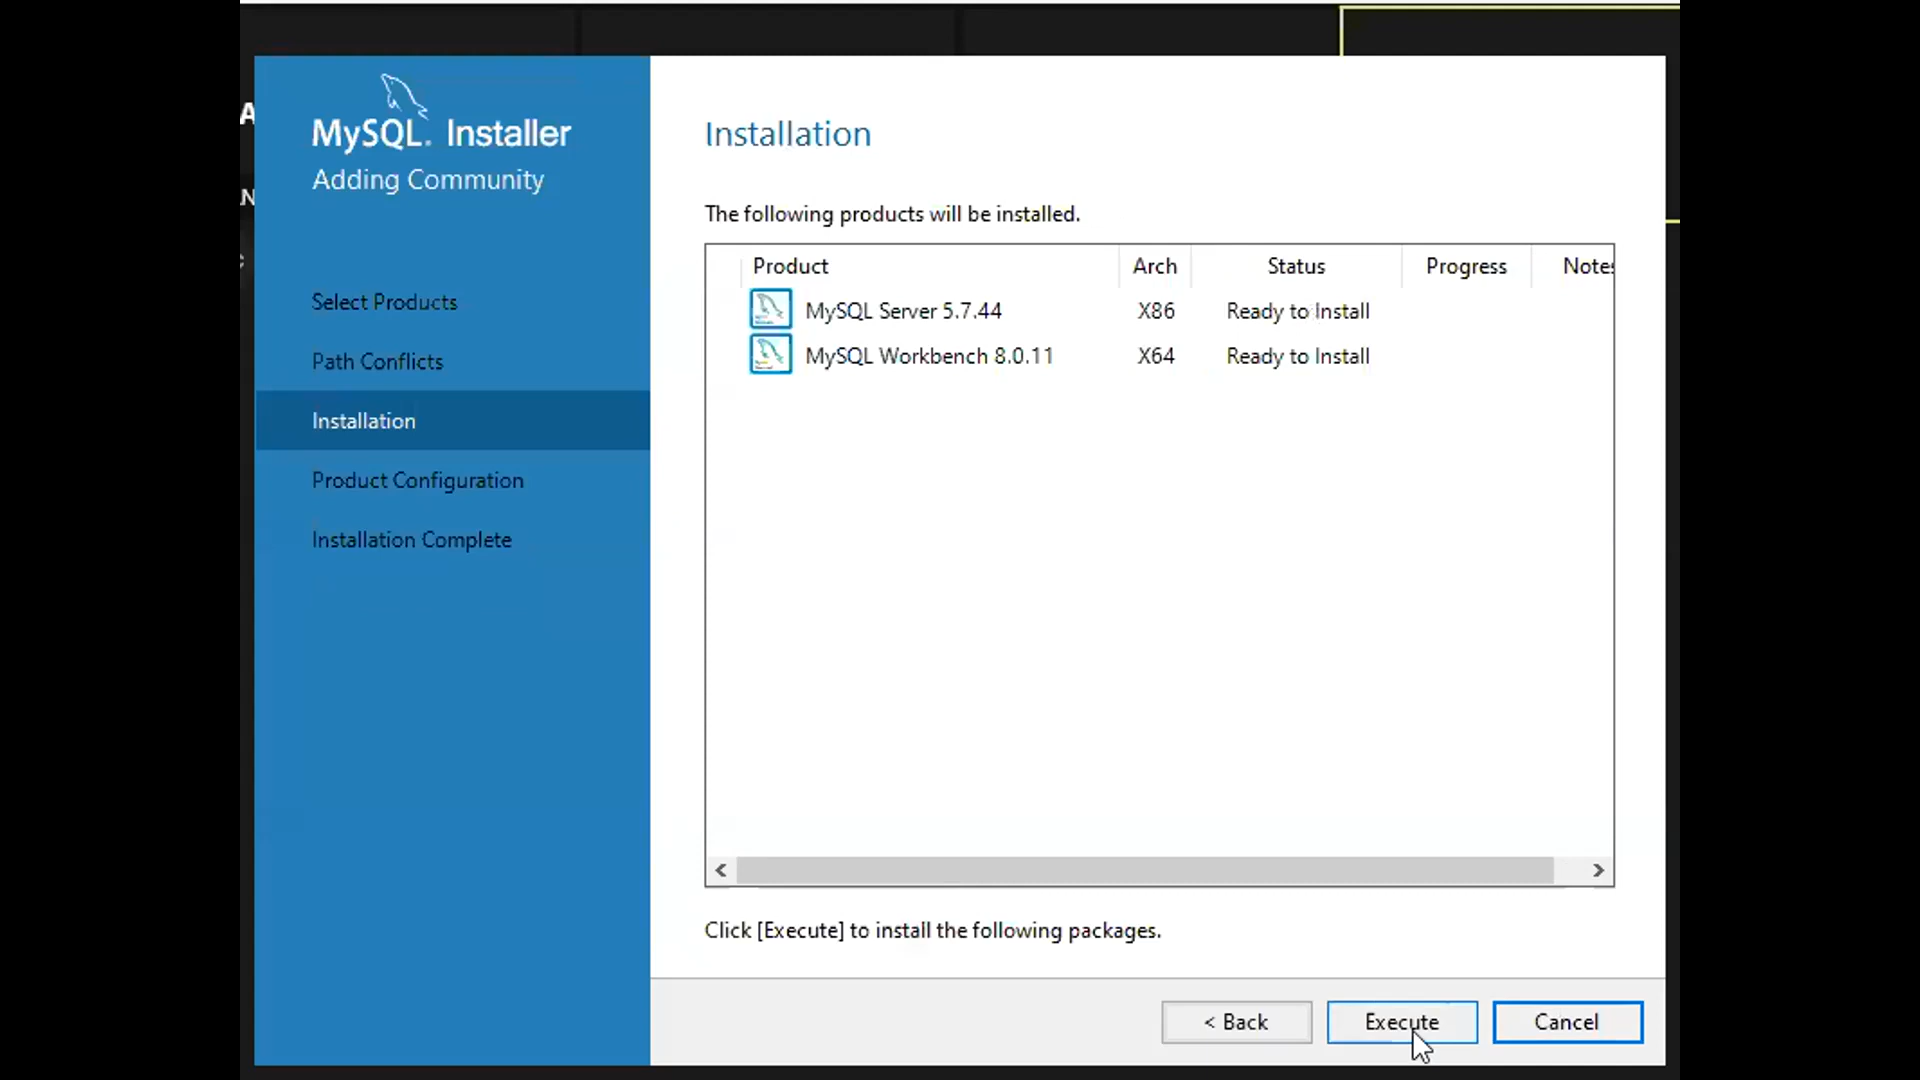 MySQL. Installer
Adding Community
Select Products
Path Conflicts
Installation
Product Configuration
Installation Complete
Installation
The following products will be installed.
Product Arch Status Progress Notes
MySQL Server 5.7.44 X86 Ready to Install
MySQL Workbench 8.0.11 X64 Ready to Install
Click [Execute] to install the following packages.
< Back Execute Cancel